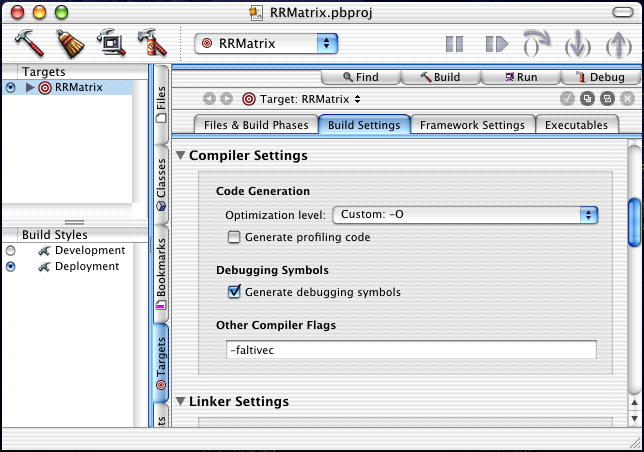 RRMatrix.pbproj
RRMatrix
Targets
RRMatrix
Build Styles
Development
Deployment
Files
Classes
Bookmarks
Targets
ts
Find
Build
Run
Debug
Target: RRMatrix
Files & Build Phases
Build Settings
Framework Settings
Executables
Compiler Settings
Code Generation
Optimization level: Custom: -O
Generate profiling code
Debugging Symbols
Generate debugging symbols
Other Compiler Flags
-faltivec
Linker Settings